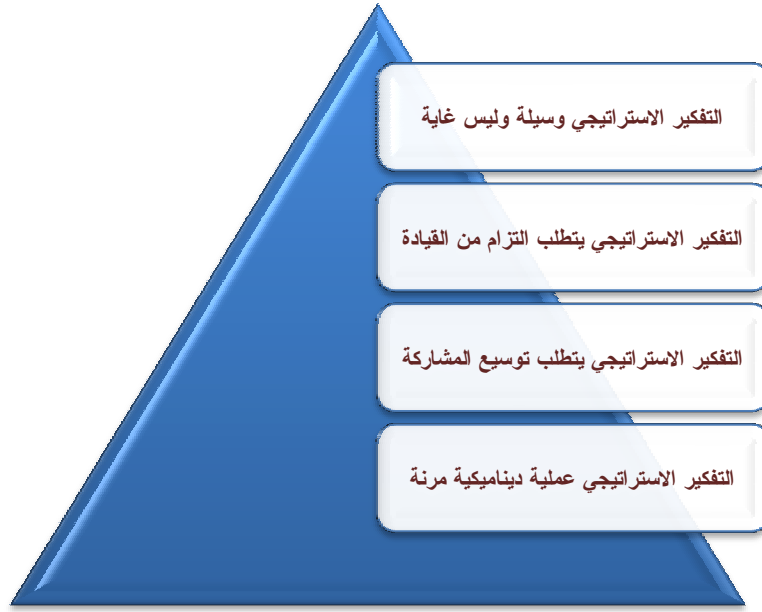 التفكير الاستراتيجي وسيلة وليس غاية
التفكير الاستراتيجي يتطلب التزام من القيادة
التفكير الاستراتيجي يتطلب توسيع المشاركة
التفكير الاستراتيجي عملية ديناميكية مرنة